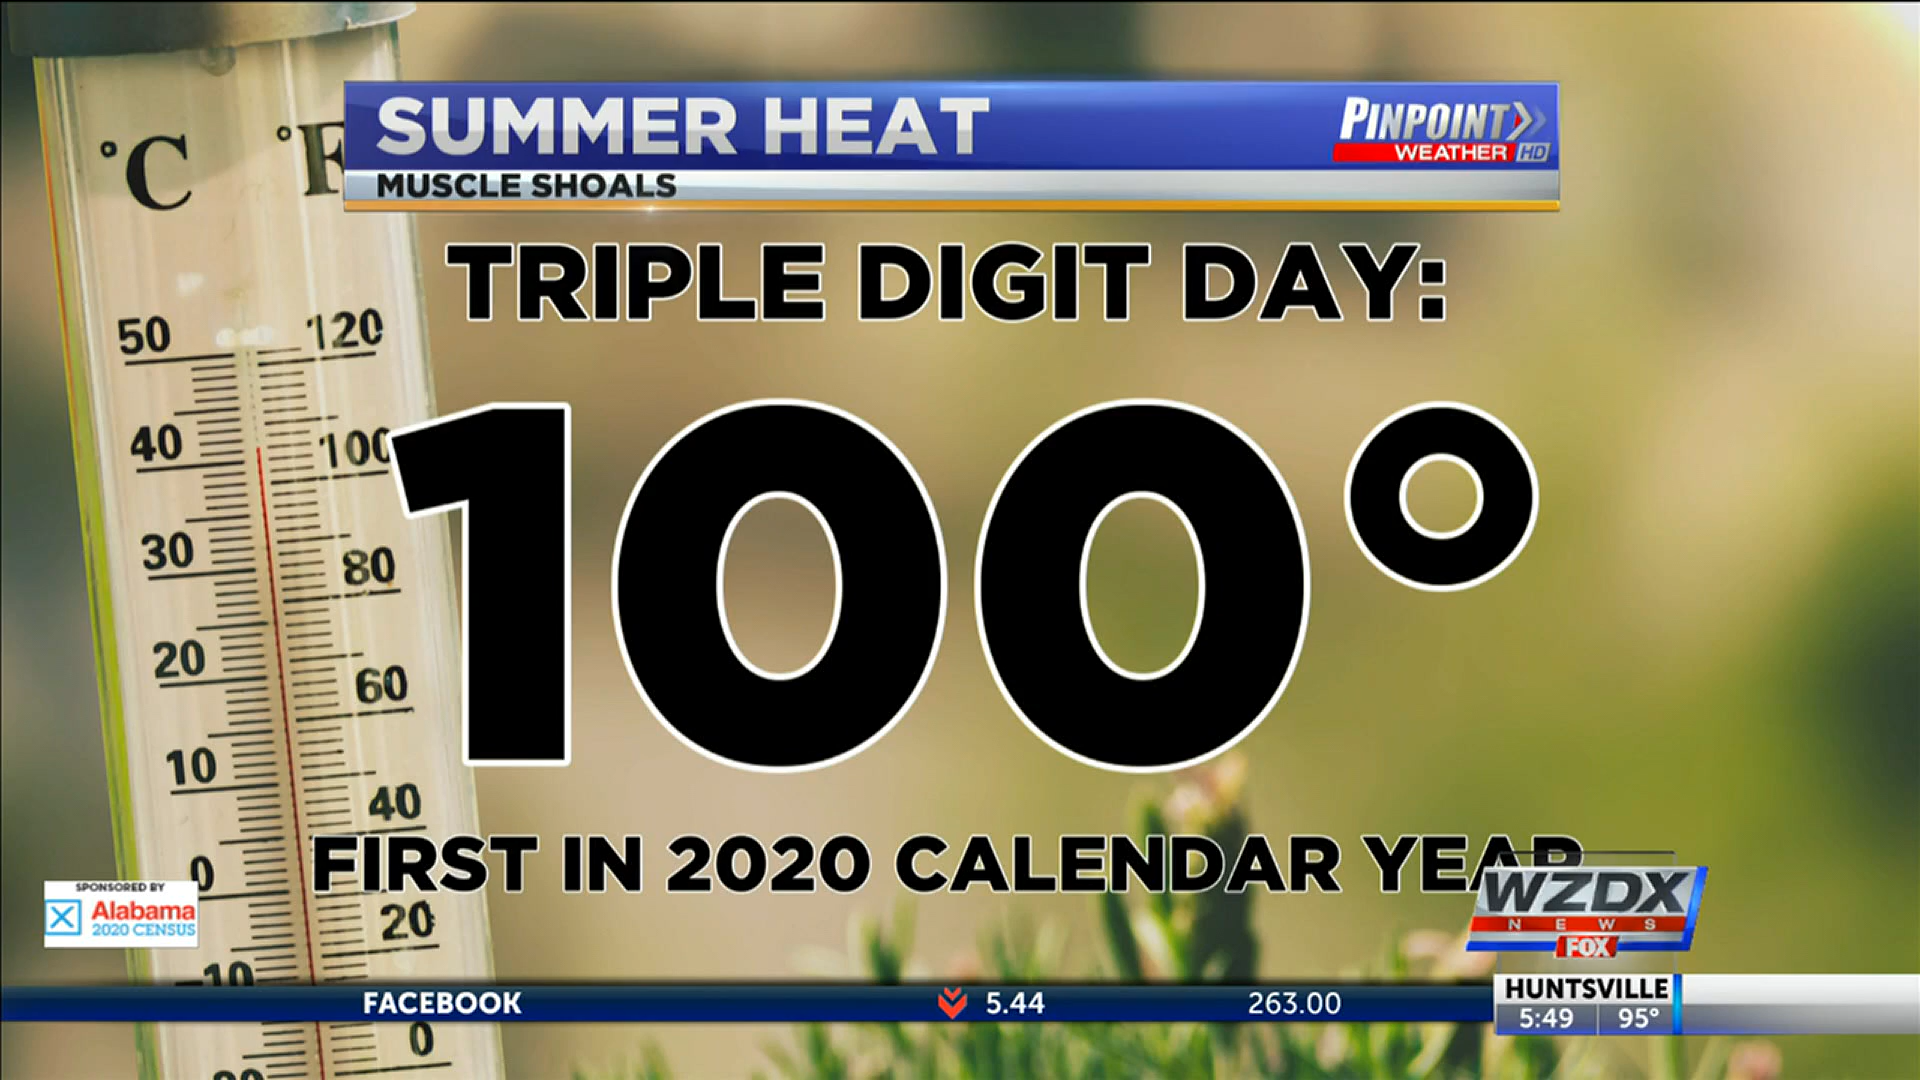 SUMMER HEAT
PINPOINT
WEATHER HD
MUSCLE SHOALS
°C °F
TRIPLE DIGIT DAY:
100°
50 120
40 100
30 80
20 60
10 40
0 20
-10 0
FIRST IN 2020 CALENDAR YEAR
SPONSORED BY
Alabama
2020 CENSUS
WZDX
NEWS
FOX
FACEBOOK 5.44 263.00
HUNTSVILLE
5:49 95°